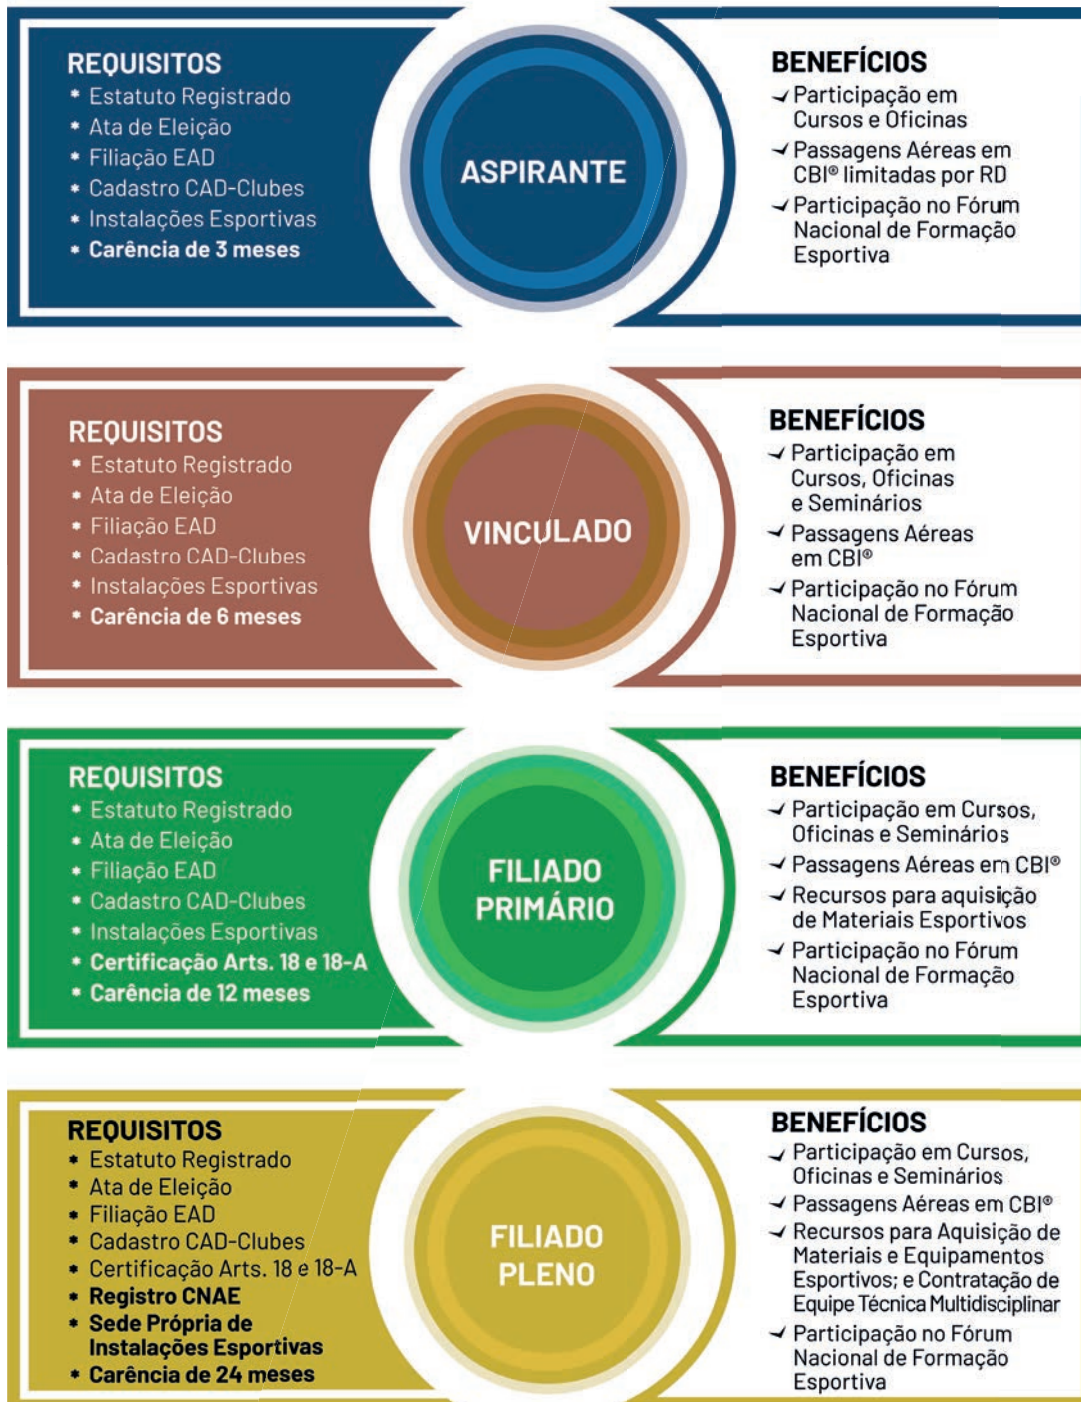 REQUISITOS
* Estatuto Registrado
* Ata de Eleição
* Filiação EAD
* Cadastro CAD-Clubes
* Instalações Esportivas
* Carência de 3 meses
ASPIRANTE
BENEFÍCIOS
✓ Participação em
Cursos e Oficinas
✓ Passagens Aéreas em
CBI® limitadas por RD
✓ Participação no Fórum
Nacional de Formação
Esportiva
REQUISITOS
* Estatuto Registrado
* Ata de Eleição
* Filiação EAD
* Cadastro CAD-Clubes
* Instalações Esportivas
* Carência de 6 meses
VINCULADO
BENEFÍCIOS
✓ Participação em
Cursos, Oficinas
e Seminários
✓ Passagens Aéreas
em CBI®
✓ Participação no Fórum
Nacional de Formação
Esportiva
REQUISITOS
* Estatuto Registrado
* Ata de Eleição
* Filiação EAD
* Cadastro CAD-Clubes
* Instalações Esportivas
* Certificação Arts. 18 e 18-A
* Carência de 12 meses
FILIADO
PRIMÁRIO
BENEFÍCIOS
✓ Participação em Cursos,
Oficinas e Seminários
✓ Passagens Aéreas em CBI®
✓ Recursos para aquisição
de Materiais Esportivos
✓ Participação no Fórum
Nacional de Formação
Esportiva
REQUISITOS
* Estatuto Registrado
* Ata de Eleição
* Filiação EAD
* Cadastro CAD-Clubes
* Certificação Arts. 18 e 18-A
* Registro CNAE
* Sede Própria de
Instalações Esportivas
* Carência de 24 meses
FILIADO
PLENO
BENEFÍCIOS
✓ Participação em Cursos,
Oficinas e Seminários
✓ Passagens Aéreas em CBI®
✓ Recursos para Aquisição de
Materiais e Equipamentos
Esportivos; e Contratação de
Equipe Técnica Multidisciplinar
✓ Participação no Fórum
Nacional de Formação
Esportiva